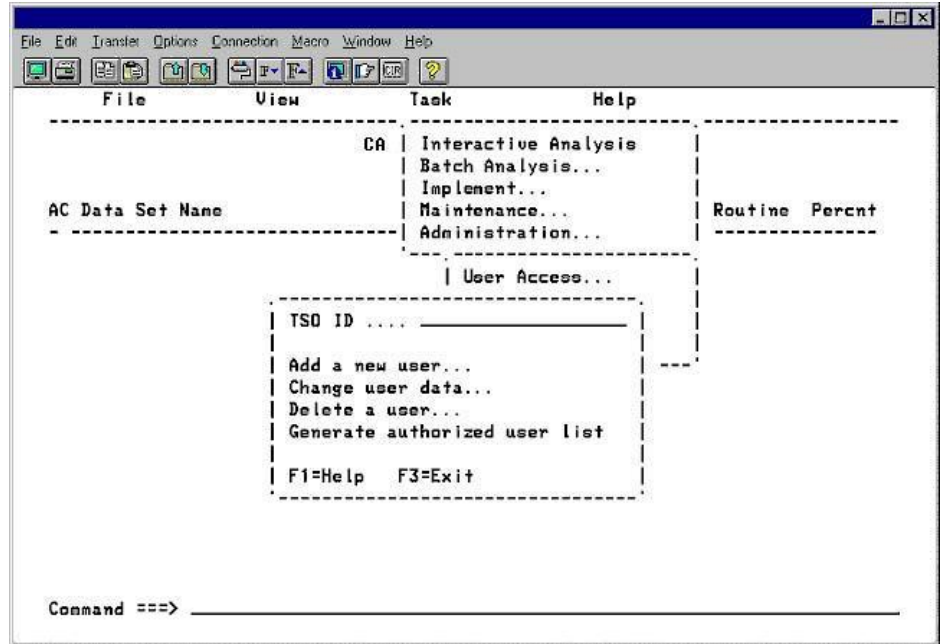 File Edit Transfer Options Connection Macro Window Help
File View Task Help
CA Interactive Analysis
Batch Analysis...
Implement...
AC Data Set Name Maintenance... Routine Percnt
Administration...
User Access...
TSO ID ....
Add a new user...
Change user data...
Delete a user...
Generate authorized user list
F1=Help F3=Exit
Command ===>